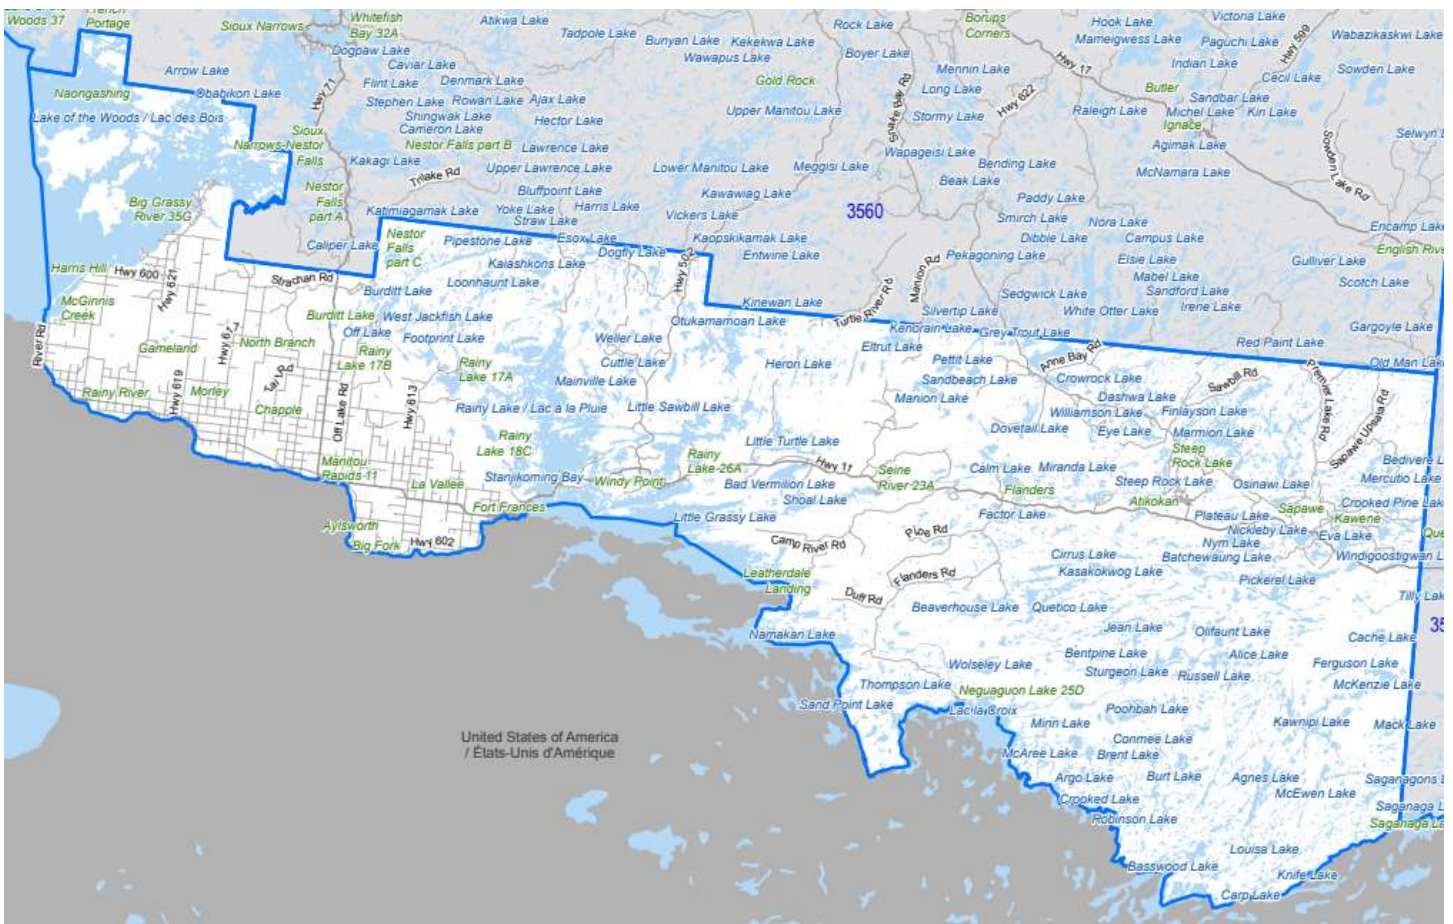 Woods 37
French
Portage
Sioux Narrows
Whitefish
Bay 32A
Atikwa Lake
Tadpole Lake
Bunyan Lake
Kekekwa Lake
Wawapus Lake
Rock Lake
Boyer Lake
Borups
Corners
Hook Lake
Mameigwess Lake
Victoria Lake
Paguchi Lake
Hwy 599
Wabazikaskwi Lake
Dogpaw Lake
Caviar Lake
Arrow Lake
Flint Lake
Denmark Lake
Gold Rock
Mennin Lake
Long Lake
Hwy 17
Indian Lake
Cecil Lake
Sowden Lake
Naongashing
Obabikon Lake
Hwy 71
Stephen Lake
Rowan Lake
Ajax Lake
Snake Bay Rd
Hwy 622
Butler
Sandbar Lake
Lake of the Woods / Lac des Bois
Shingwak Lake
Cameron Lake
Hector Lake
Upper Manitou Lake
Stormy Lake
Raleigh Lake
Michel Lake
Kin Lake
Ignace
Sioux
Narrows-Nestor
Falls
Nestor Falls part B
Lawrence Lake
Wapageisi Lake
Agimak Lake
Selwyn L
Kakagi Lake
Trilake Rd
Upper Lawrence Lake
Lower Manitou Lake
Meggisi Lake
Bending Lake
McNamara Lake
Sowden Lake Rd
Nestor
Falls
part A
Bluffpoint Lake
Kawawiag Lake
Beak Lake
Big Grassy
River 35G
Katimiagamak Lake
Yoke Lake
Harris Lake
Straw Lake
Vickers Lake
3560
Paddy Lake
Smirch Lake
Nora Lake
Encamp Lake
Caliper Lake
Nestor
Falls
part C
Pipestone Lake
Esox Lake
Kaopskikamak Lake
Dibble Lake
Campus Lake
English River
Dogfly Lake
Entwine Lake
Pekagoning Lake
Elsie Lake
Gulliver Lake
Harris Hill
Hwy 600
Hwy 621
Strachan Rd
Kaiashkons Lake
Loonhaunt Lake
Hwy 502
Manion Rd
Mabel Lake
Sandford Lake
Scotch Lake
McGinnis
Creek
Burditt Lake
Kinewan Lake
Turtle River Rd
Sedgwick Lake
Silvertip Lake
White Otter Lake
Irene Lake
River Rd
Hwy 617
Burditt Lake
West Jackfish Lake
Otukamamoan Lake
Kenorain Lake
Grey Trout Lake
Gargoyle Lake
Gameland
North Branch
Off Lake
Footprint Lake
Weller Lake
Eltrut Lake
Red Paint Lake
Rainy
Lake 17B
Rainy
Lake 17A
Cuttle Lake
Heron Lake
Pettit Lake
Anne Bay Rd
Old Man Lake
Rainy River
Hwy 619
Morley
Tait Rd
Hwy 613
Mainville Lake
Sandbeach Lake
Crowrock Lake
Sawbill Rd
Premier Lake Rd
Chapple
Off Lake Rd
Rainy Lake / Lac à la Pluie
Little Sawbill Lake
Manion Lake
Dashwa Lake
Williamson Lake
Finlayson Lake
Sapawe Upsala Rd
Rainy
Lake 18C
Little Turtle Lake
Dovetail Lake
Eye Lake
Marmion Lake
Manitou
Rapids 11
La Vallee
Stanjikoming Bay
Windy Point
Rainy
Lake 26A
Hwy 11
Seine
River 23A
Calm Lake
Miranda Lake
Steep
Rock Lake
Bedivere L
Bad Vermilion Lake
Flanders
Steep Rock Lake
Osinawi Lake
Mercutio Lake
Fort Frances
Shoal Lake
Atikokan
Crooked Pine Lake
Aylsworth
Little Grassy Lake
Factor Lake
Plateau Lake
Sapawe
Kawene
Big Fork
Hwy 602
Camp River Rd
Pipe Rd
Nickleby Lake
Nym Lake
Eva Lake
Cirrus Lake
Batchewaung Lake
Windigoostigwan L
Leatherdale
Landing
Flanders Rd
Kasakokwog Lake
Pickerel Lake
Duff Rd
Beaverhouse Lake
Quetico Lake
Tilly Lak
Namakan Lake
Jean Lake
Olifaunt Lake
Cache Lake
35
Wolseley Lake
Bentpine Lake
Alice Lake
Ferguson Lake
Sturgeon Lake
Russell Lake
Thompson Lake
Neguaguon Lake 25D
McKenzie Lake
Sand Point Lake
Lac la Croix
Poohbah Lake
Minn Lake
Kawnipi Lake
Mack Lake
United States of America
/ États-Unis d'Amérique
Conmee Lake
McAree Lake
Brent Lake
Argo Lake
Burt Lake
Agnes Lake
Saganagons L
Crooked Lake
McEwen Lake
Saganaga L
Robinson Lake
Saganaga La
Louisa Lake
Basswood Lake
Knife Lake
Carp Lake